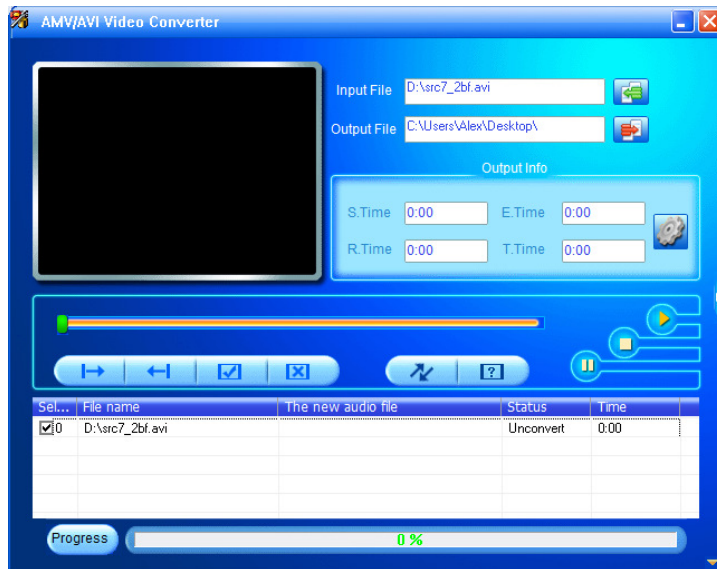 AMV/AVI Video Converter
Input File D:\src7_2bf.avi
Output File C:\Users\Alex\Desktop\
Output Info
S.Time 0:00 E.Time 0:00
R.Time 0:00 T.Time 0:00
Sel... File name The new audio file Status Time
0 D:\src7_2bf.avi Unconvert 0:00
Progress 0 %